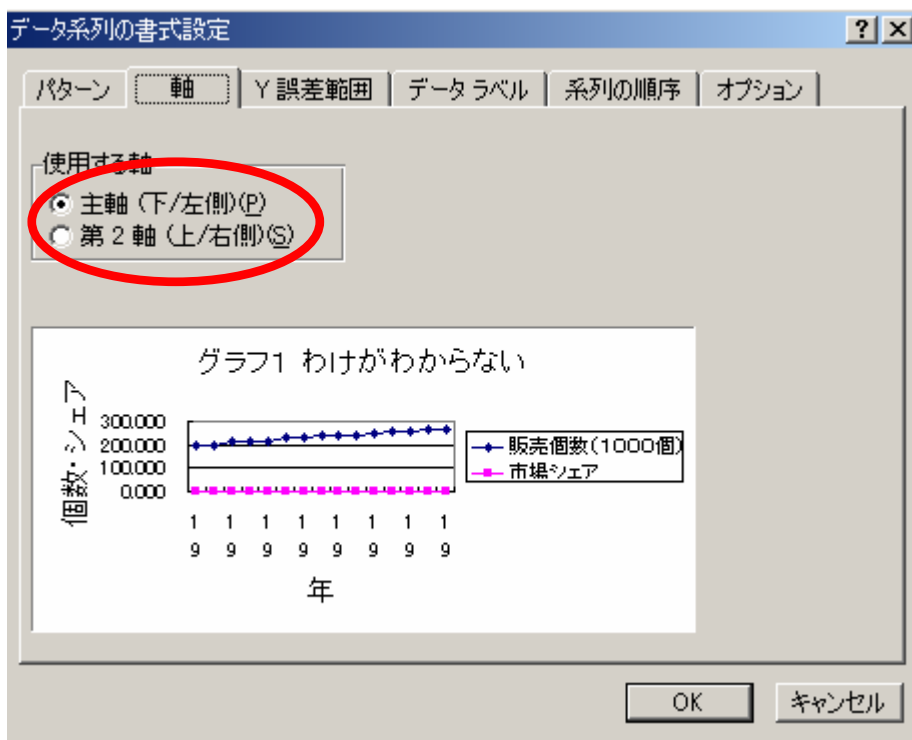 データ系列の書式設定
パターン 軸 Y 誤差範囲 データ ラベル 系列の順序 オプション
使用する軸
主軸 (下/左側)(P)
第 2 軸 (上/右側)(S)
グラフ1 わけがわからない
個数・シェア
300.000
200.000
100.000
0.000
販売個数(1000個)
市場シェア
1 1 1 1 1 1 1 1
9 9 9 9 9 9 9 9
年
OK キャンセル